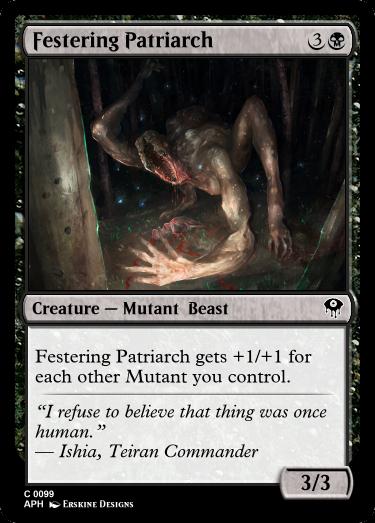 Festering Patriarch 3
Creature — Mutant Beast
Festering Patriarch gets +1/+1 for
each other Mutant you control.
“I refuse to believe that thing was once
human.”
— Ishia, Teiran Commander
3/3
C 0099
APH Erskine Designs